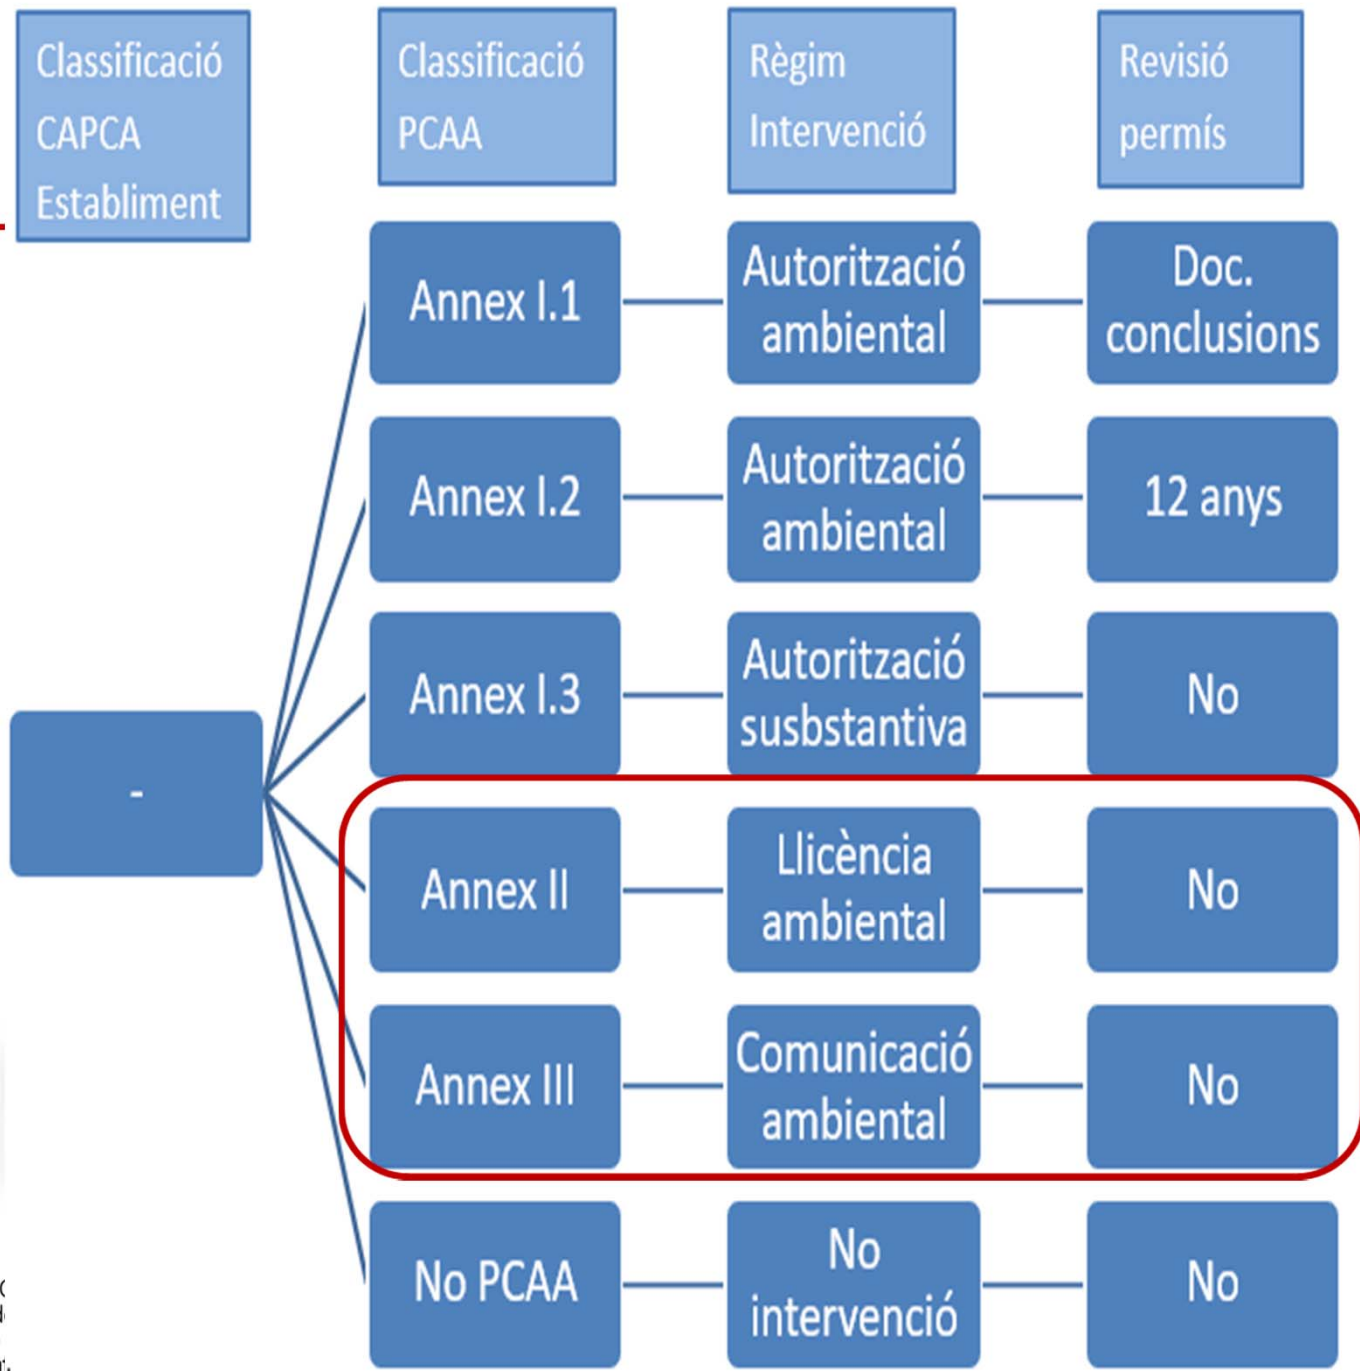 Classificació
CAPCA
Establiment
Classificació
PCAA
Règim
Intervenció
Revisió
permís
Annex I.1
Autorització
ambiental
Doc.
conclusions
Annex I.2
Autorització
ambiental
12 anys
Annex I.3
Autorització
susbstantiva
No
-
Annex II
Llicència
ambiental
No
Annex III
Comunicació
ambiental
No
No PCAA
No
intervenció
No